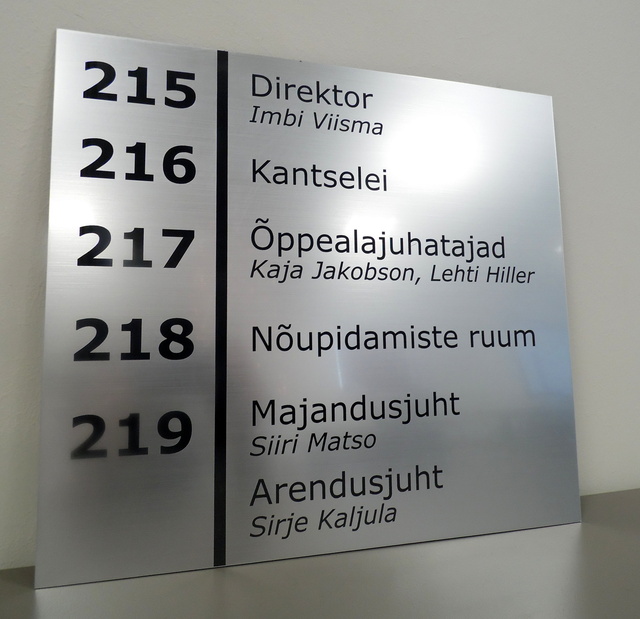 215 Direktor
Imbi Viisma
216 Kantselei
217 Õppealajuhatajad
Kaja Jakobson, Lehti Hiller
218 Nõupidamiste ruum
219 Majandusjuht
Siiri Matso
Arendusjuht
Sirje Kaljula